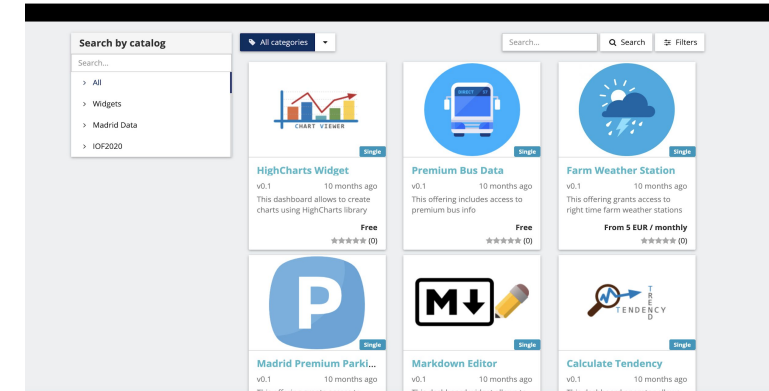 Search by catalog
Search...
> All
> Widgets
> Madrid Data
> IOF2020
All categories
Search...
Search
Filters
CHART VIEWER
Single
HighCharts Widget
v0.1 10 months ago
This dashboard allows to create
charts using HighCharts library
Free
(0)
Single
Premium Bus Data
v0.1 10 months ago
This offering includes access to
premium bus info
Free
(0)
Single
Farm Weather Station
v0.1 10 months ago
This offering grants access to
right time farm weather stations
From 5 EUR / monthly
(0)
P
Single
Madrid Premium Parki...
v0.1 10 months ago
M
Single
Markdown Editor
v0.1 10 months ago
TREND
TENDENCY
Single
Calculate Tendency
v0.1 10 months ago